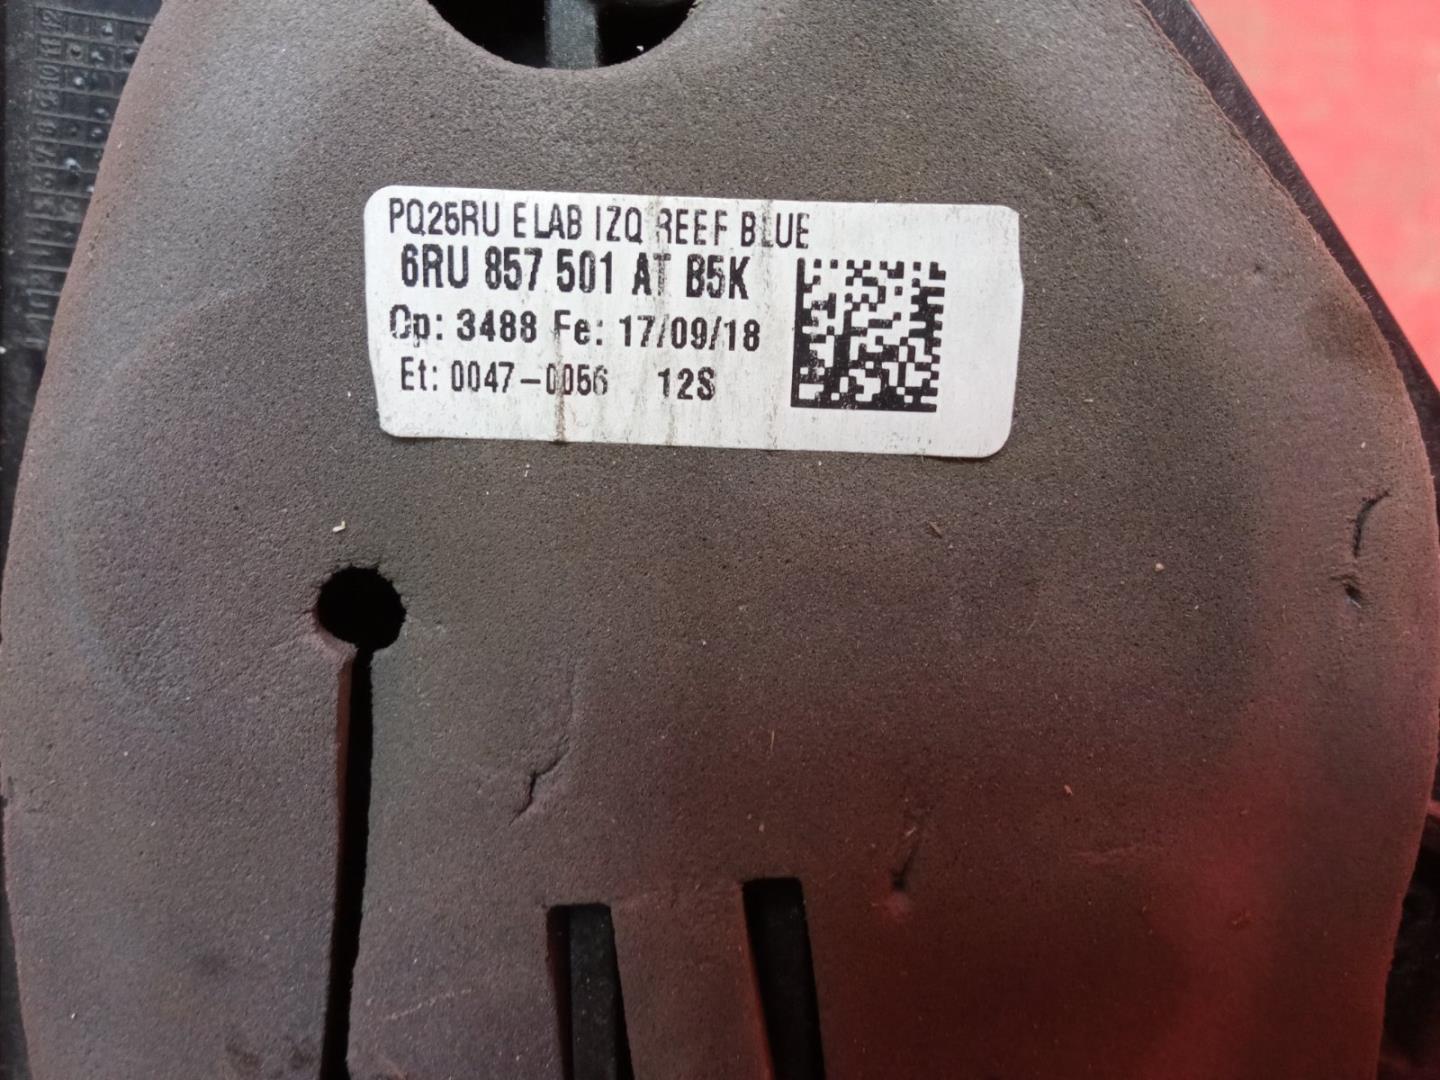 PQ25RU ELAB IZQ REEF BLUE
6RU 857 501 AT B5K
Op: 3488 Fe: 17/09/18
Et: 0047-0056 12S